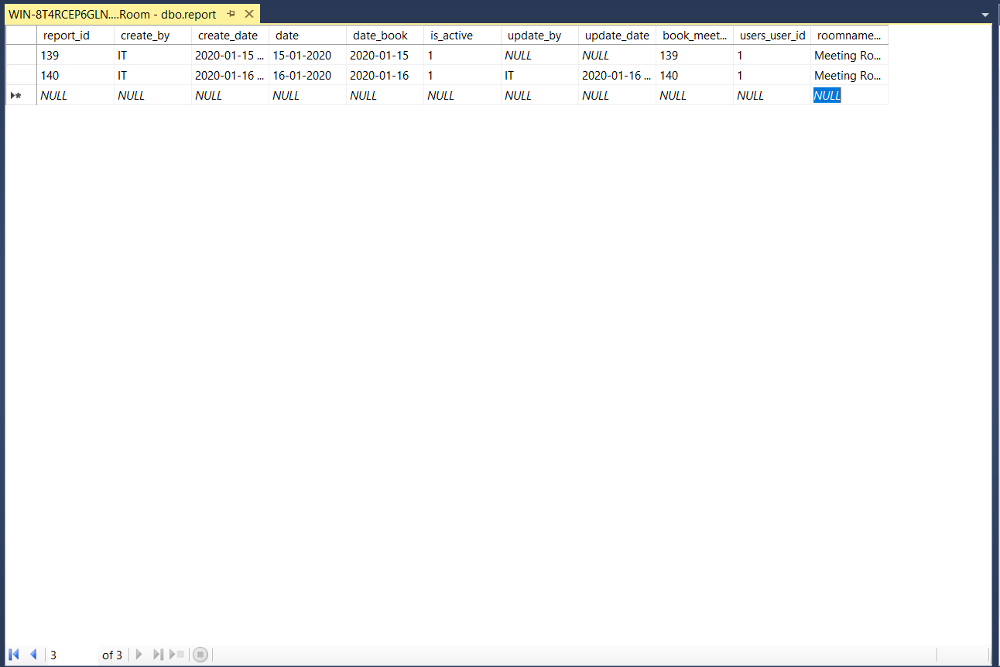 WIN-8T4RCEP6GLN....Room - dbo.report
report_id create_by create_date date date_book is_active update_by update_date book_meet... users_user_id roomname...
139 IT 2020-01-15 ... 15-01-2020 2020-01-15 1 NULL NULL 139 1 Meeting Ro...
140 IT 2020-01-16 ... 16-01-2020 2020-01-16 1 IT 2020-01-16 ... 140 1 Meeting Ro...
NULL NULL NULL NULL NULL NULL NULL NULL NULL NULL NULL
3 of 3